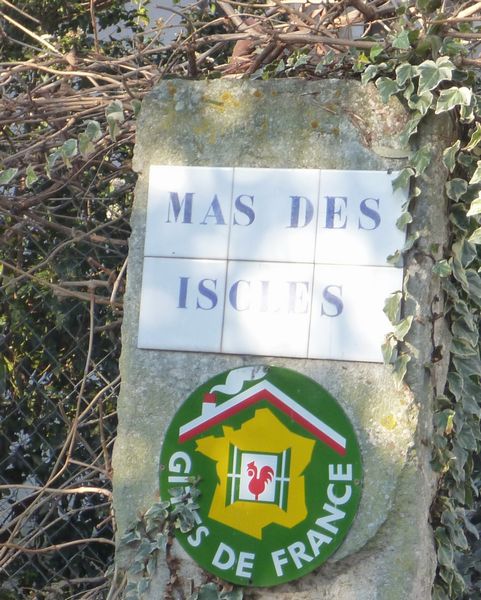 MAS DES
ISCLES
GITES DE FRANCE